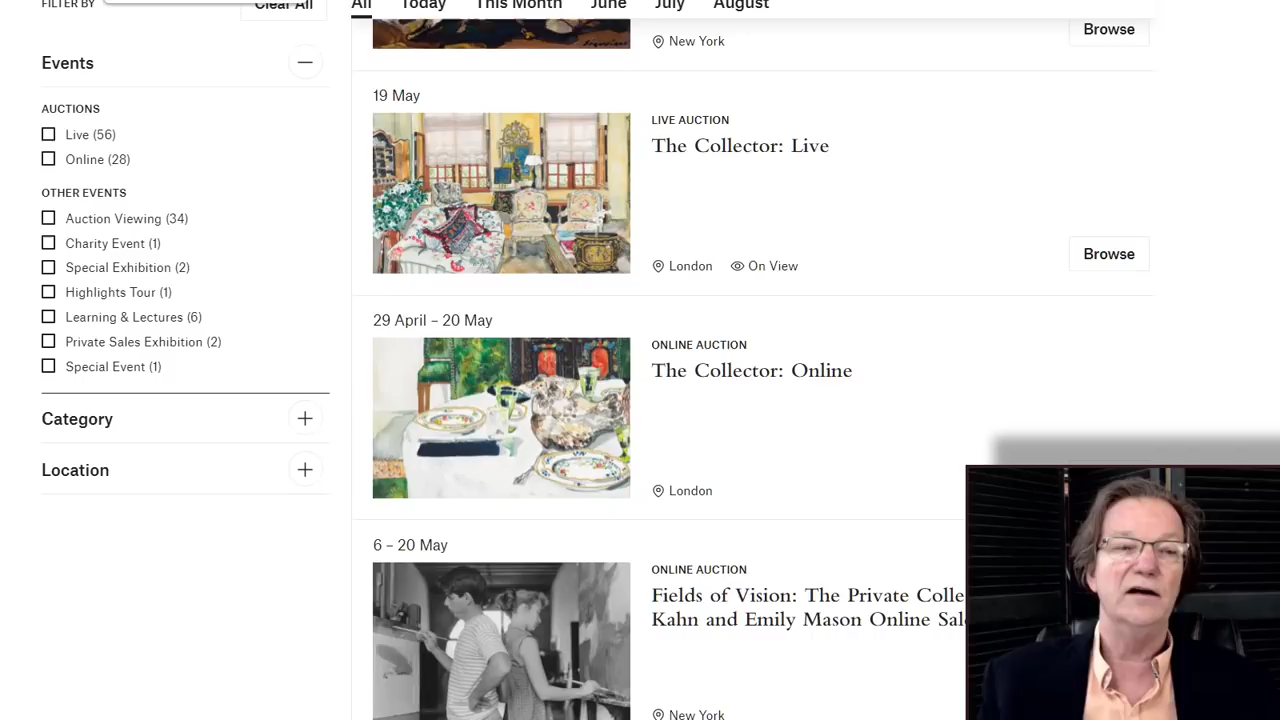 FILTER BY
Clear All
All Today This Month June July August
Events
AUCTIONS
Live (56)
Online (28)
OTHER EVENTS
Auction Viewing (34)
Charity Event (1)
Special Exhibition (2)
Highlights Tour (1)
Learning & Lectures (6)
Private Sales Exhibition (2)
Special Event (1)
Category
Location
New York
Browse
19 May
LIVE AUCTION
The Collector: Live
London On View
Browse
29 April – 20 May
ONLINE AUCTION
The Collector: Online
London
6 – 20 May
ONLINE AUCTION
Fields of Vision: The Private Colle
Kahn and Emily Mason Online Sal
New York